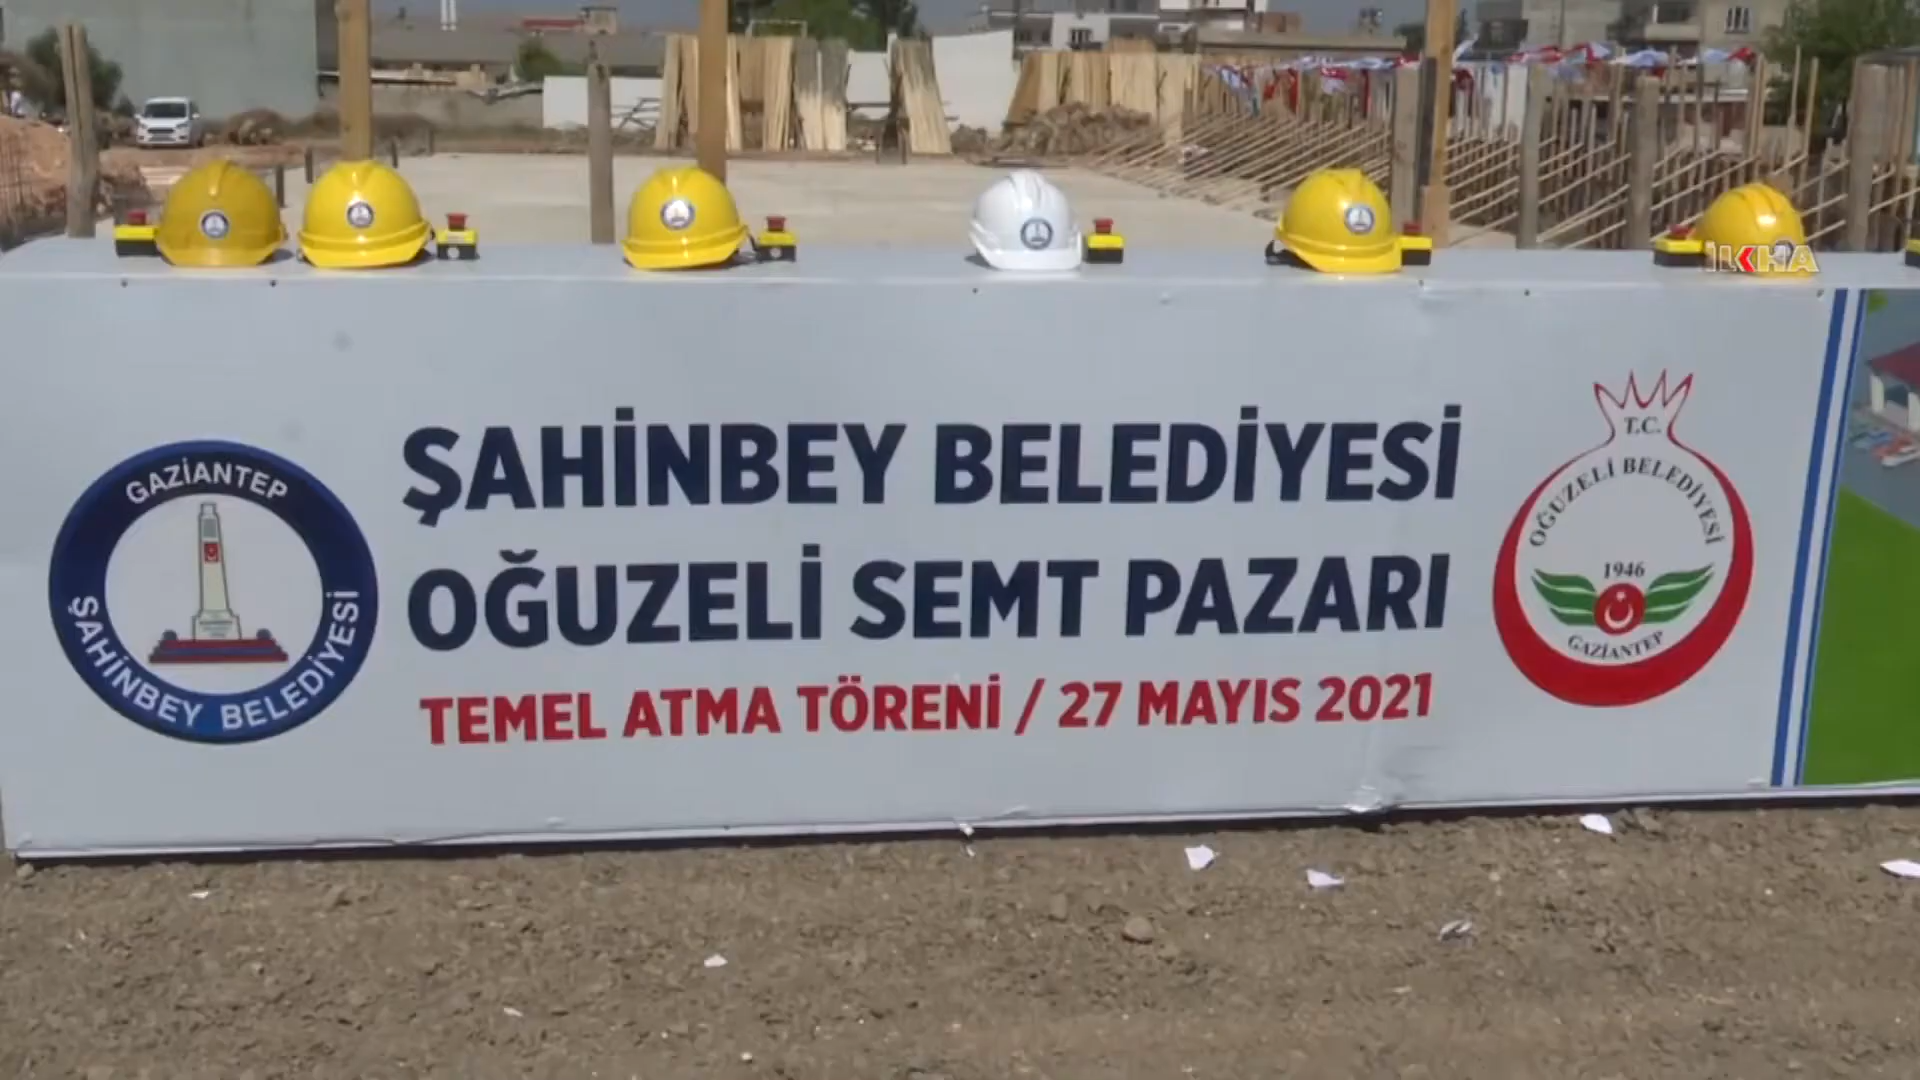 İLKHA
GAZİANTEP
ŞAHİNBEY BELEDİYESİ
ŞAHİNBEY BELEDİYESİ
OĞUZELİ SEMT PAZARI
TEMEL ATMA TÖRENİ / 27 MAYIS 2021
T.C.
OĞUZELİ BELEDİYESİ
1946
GAZİANTEP